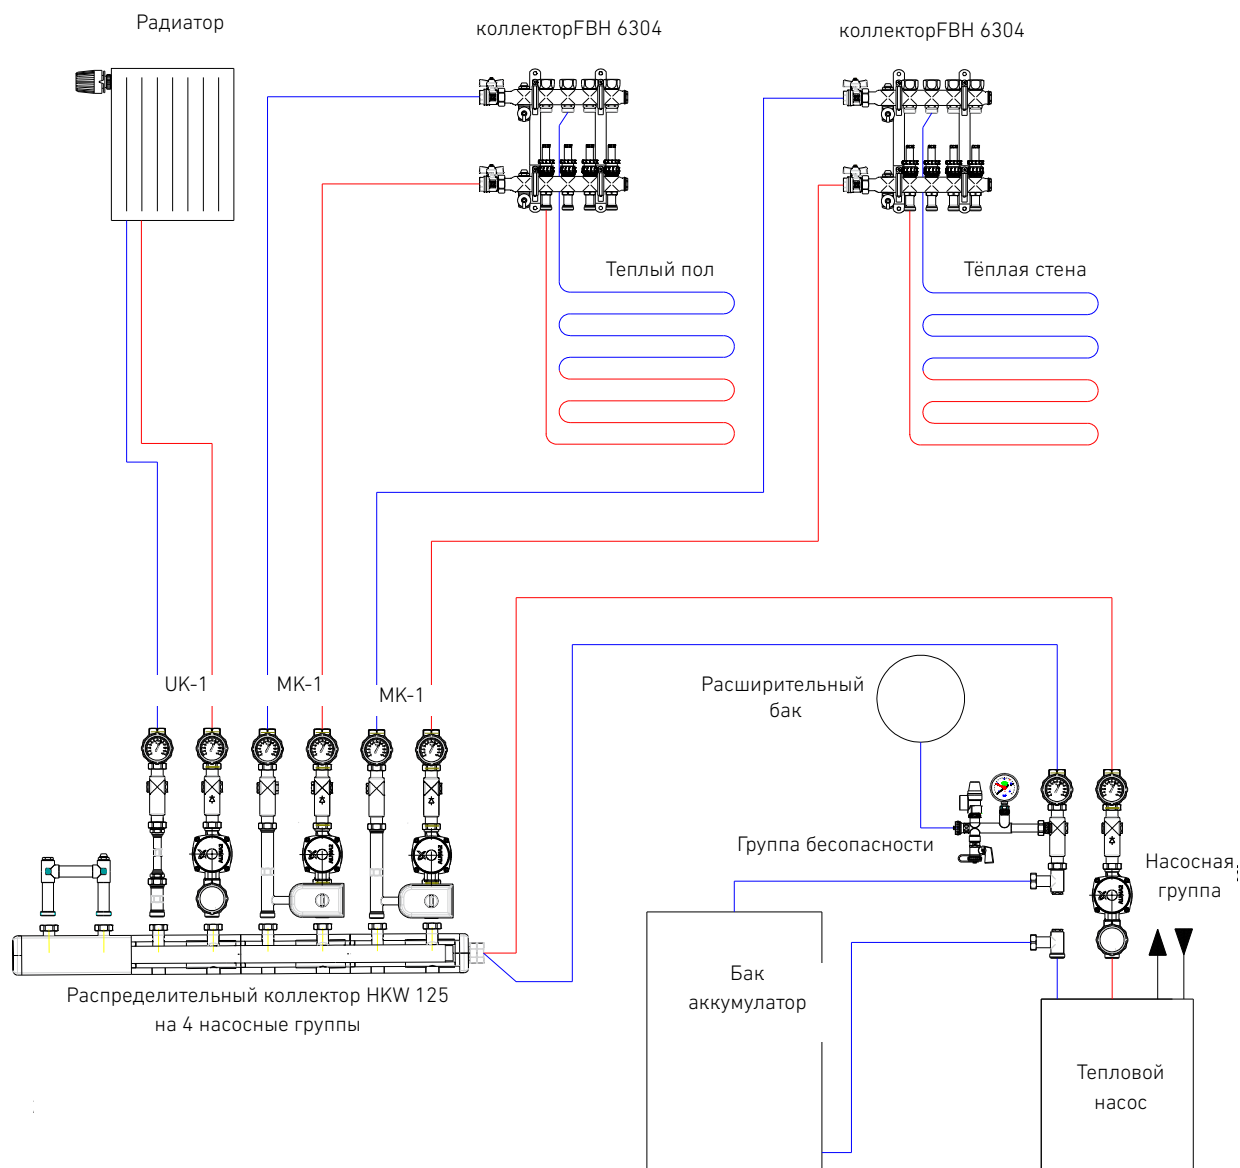 Радиатор
коллекторFBH 6304
коллекторFBH 6304
Теплый пол
Тёплая стена
UK-1
MK-1
MK-1
Расширительный
бак
Группа бесопасности
Насосная
группа
Бак
аккумулатор
Распределительный коллектор HKW 125
на 4 насосные группы
Тепловой
насос